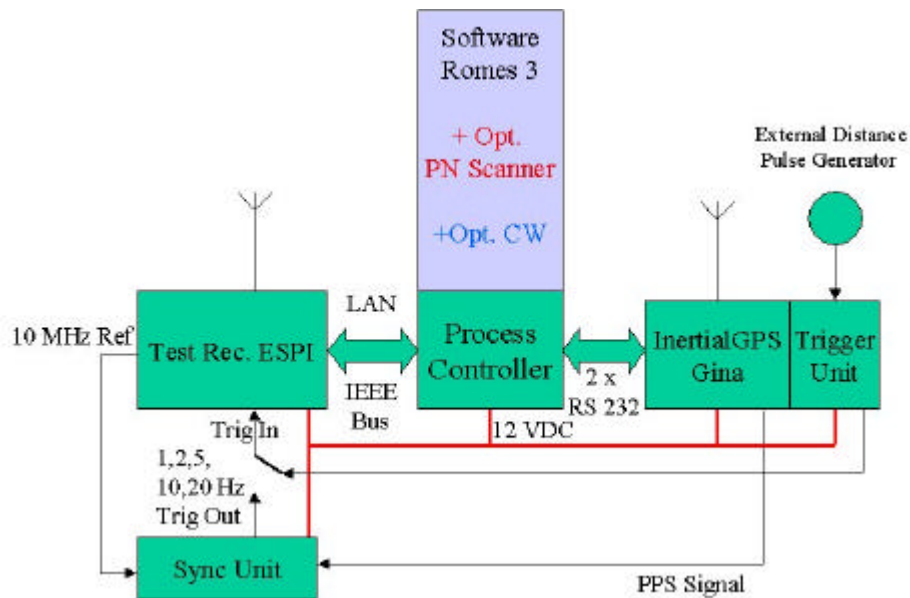 Software
Romes 3
+ Opt.
PN Scanner
+Opt. CW
External Distance
Pulse Generator
10 MHz Ref
Test Rec. ESPI
LAN
IEEE
Bus
Process
Controller
2 x
RS 232
InertialGPS
Gina
Trigger
Unit
Trig In
12 VDC
1,2,5,
10,20 Hz
Trig Out
Sync Unit
PPS Signal